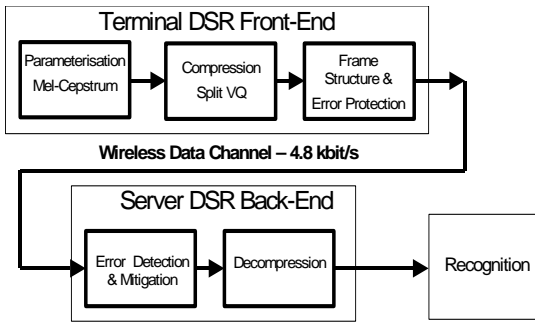 Terminal DSR Front-End
Parameterisation
Mel-Cepstrum
Compression
Split VQ
Frame
Structure &
Error Protection
Wireless Data Channel – 4.8 kbit/s
Server DSR Back-End
Error Detection
& Mitigation
Decompression
Recognition